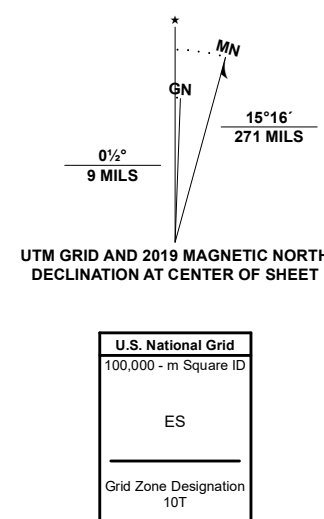 ★
MN
GN
15°16´
271 MILS
0½°
9 MILS
UTM GRID AND 2019 MAGNETIC NORTH
DECLINATION AT CENTER OF SHEET
U.S. National Grid
100,000 - m Square ID
ES
Grid Zone Designation
10T